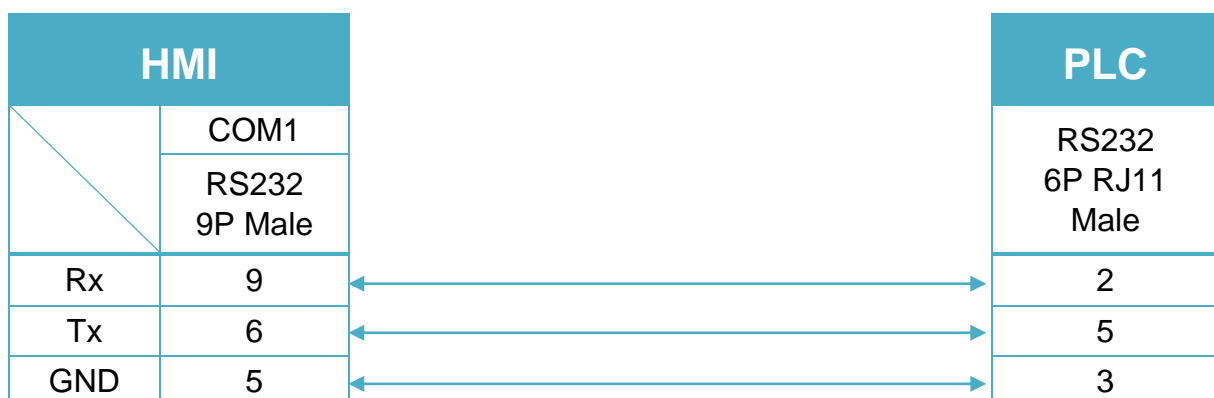 HMI
PLC
COM1
RS232
9P Male
RS232
6P RJ11
Male
Rx 9 2
Tx 6 5
GND 5 3